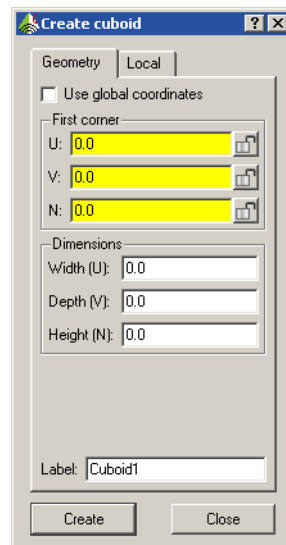 Create cuboid
Geometry Local
Use global coordinates
First corner
U: 0.0
V: 0.0
N: 0.0
Dimensions
Width (U): 0.0
Depth (V): 0.0
Height (N): 0.0
Label: Cuboid1
Create Close